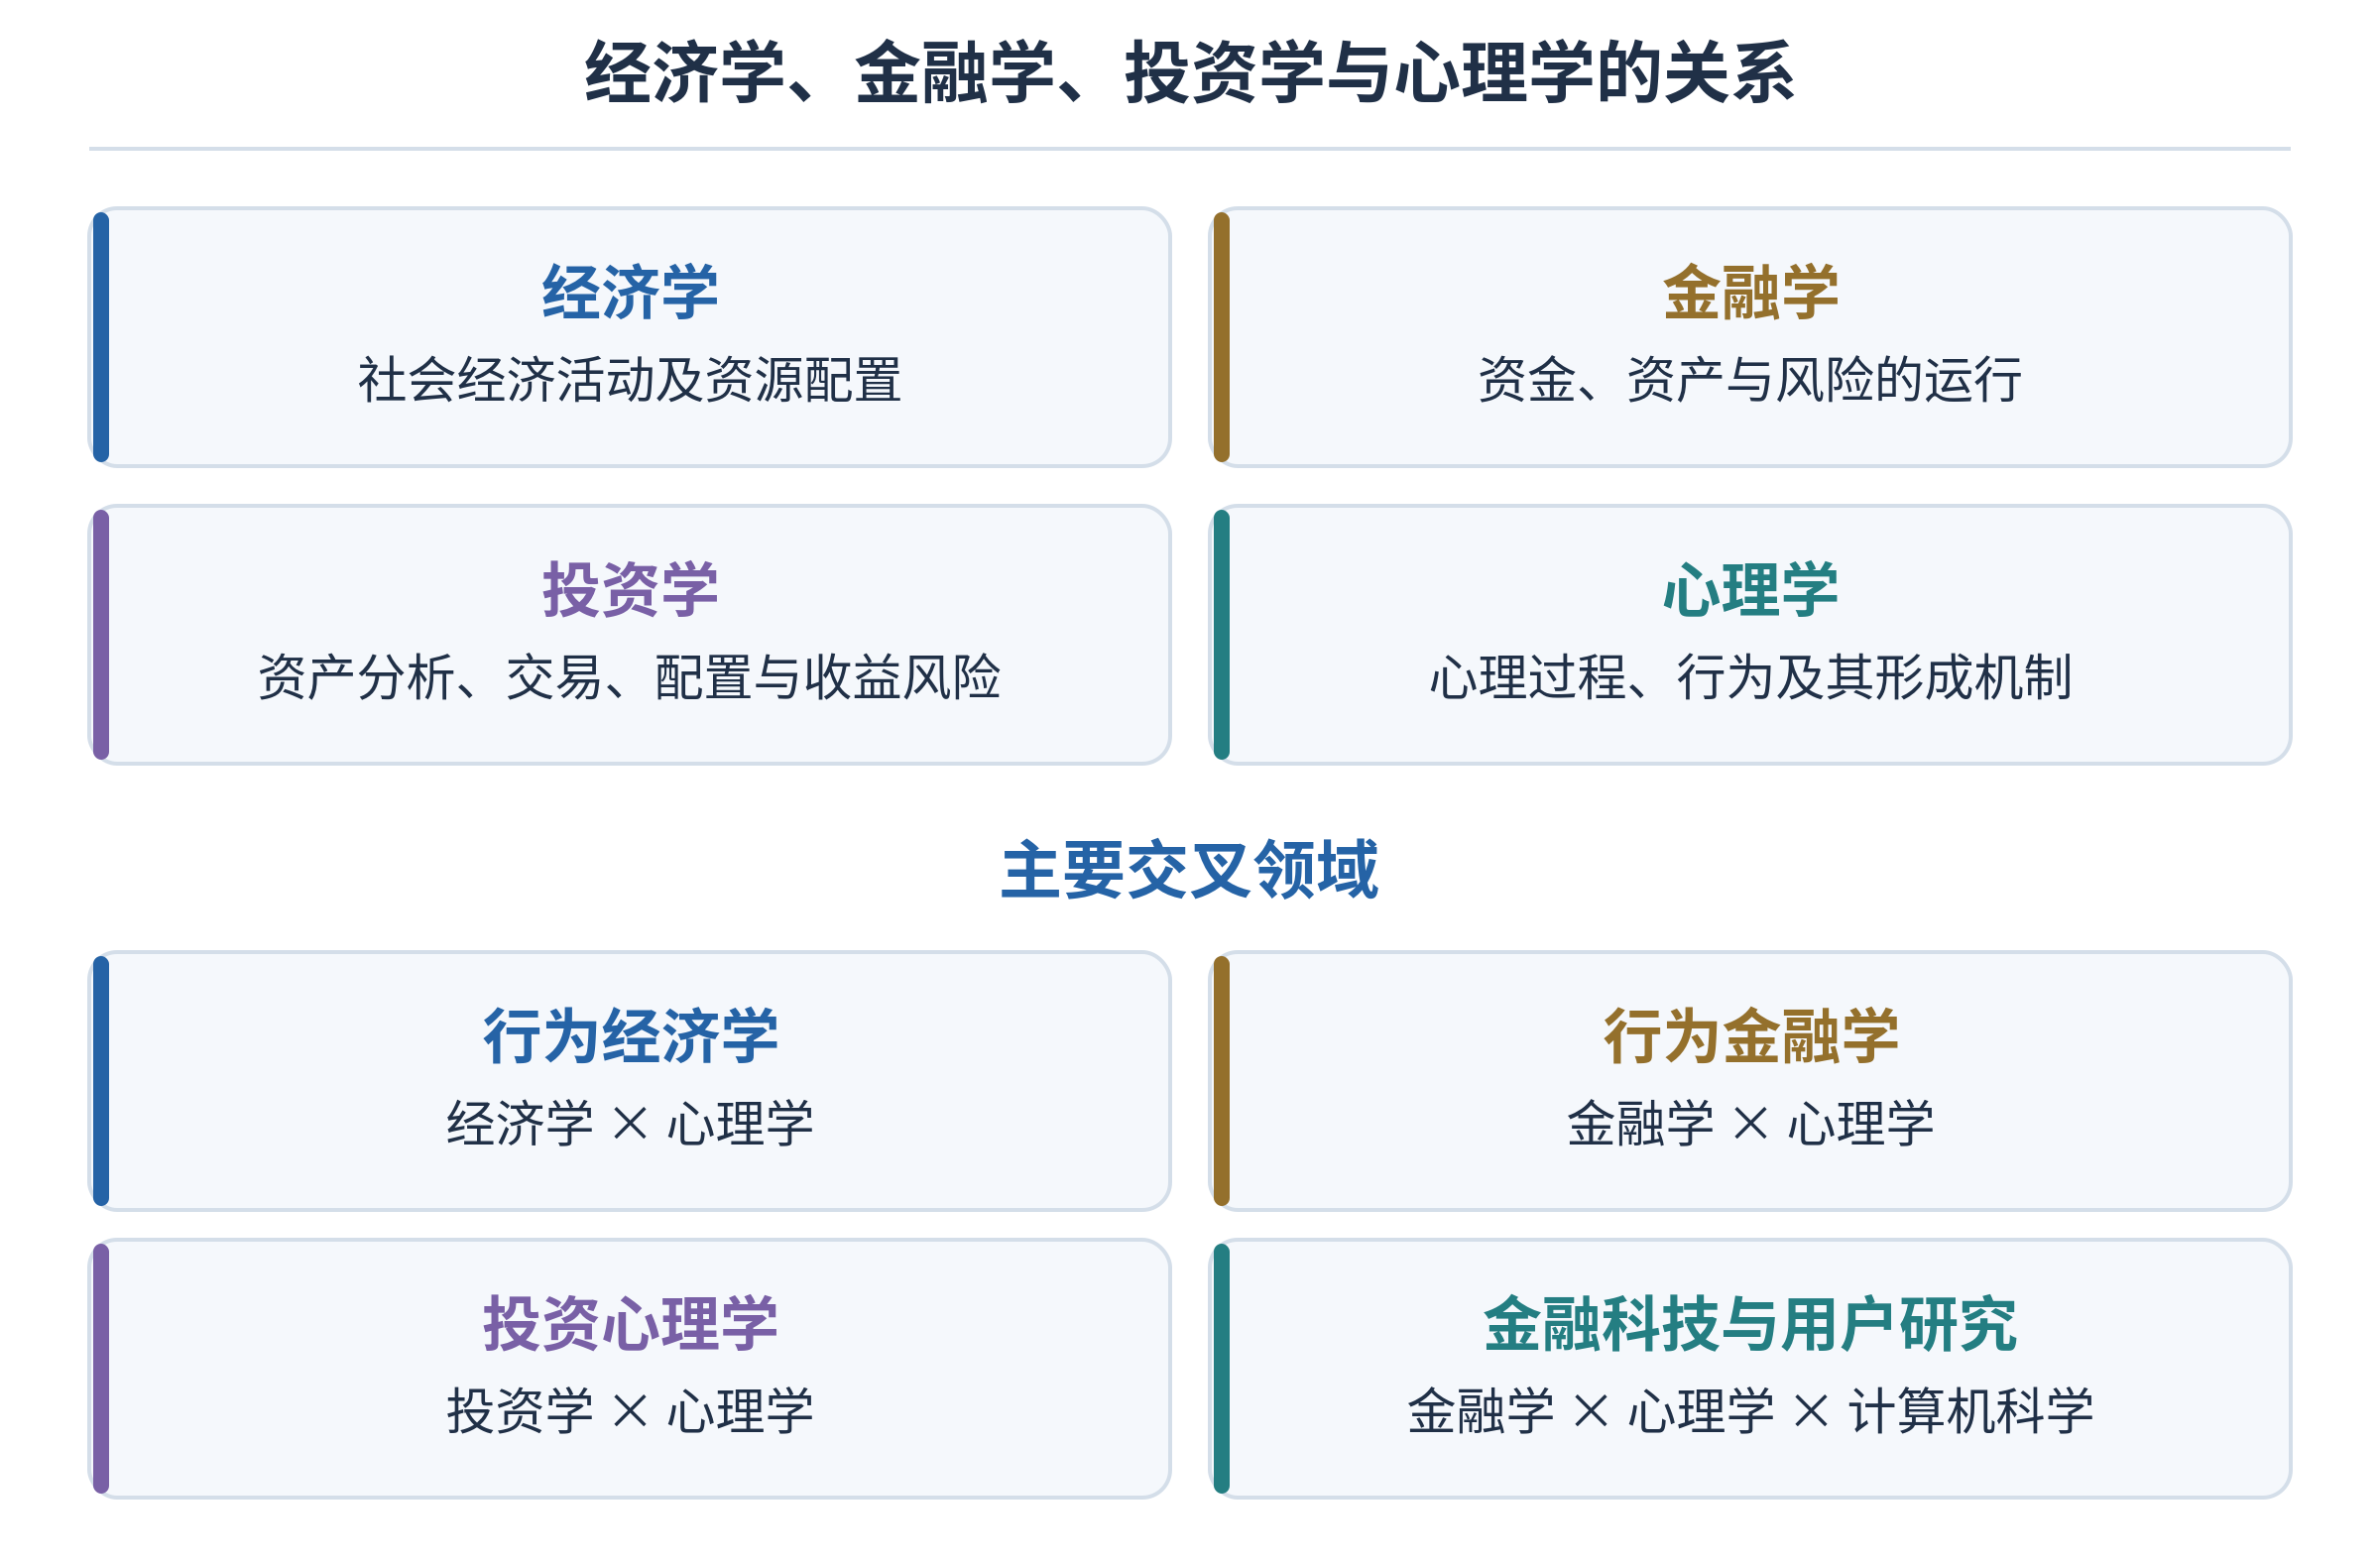 经济学、金融学、投资学与心理学的关系
经济学
社会经济活动及资源配置
金融学
资金、资产与风险的运行
投资学
资产分析、交易、配置与收益风险
心理学
心理过程、行为及其形成机制
主要交叉领域
行为经济学
经济学 × 心理学
行为金融学
金融学 × 心理学
投资心理学
投资学 × 心理学
金融科技与用户研究
金融学 × 心理学 × 计算机科学